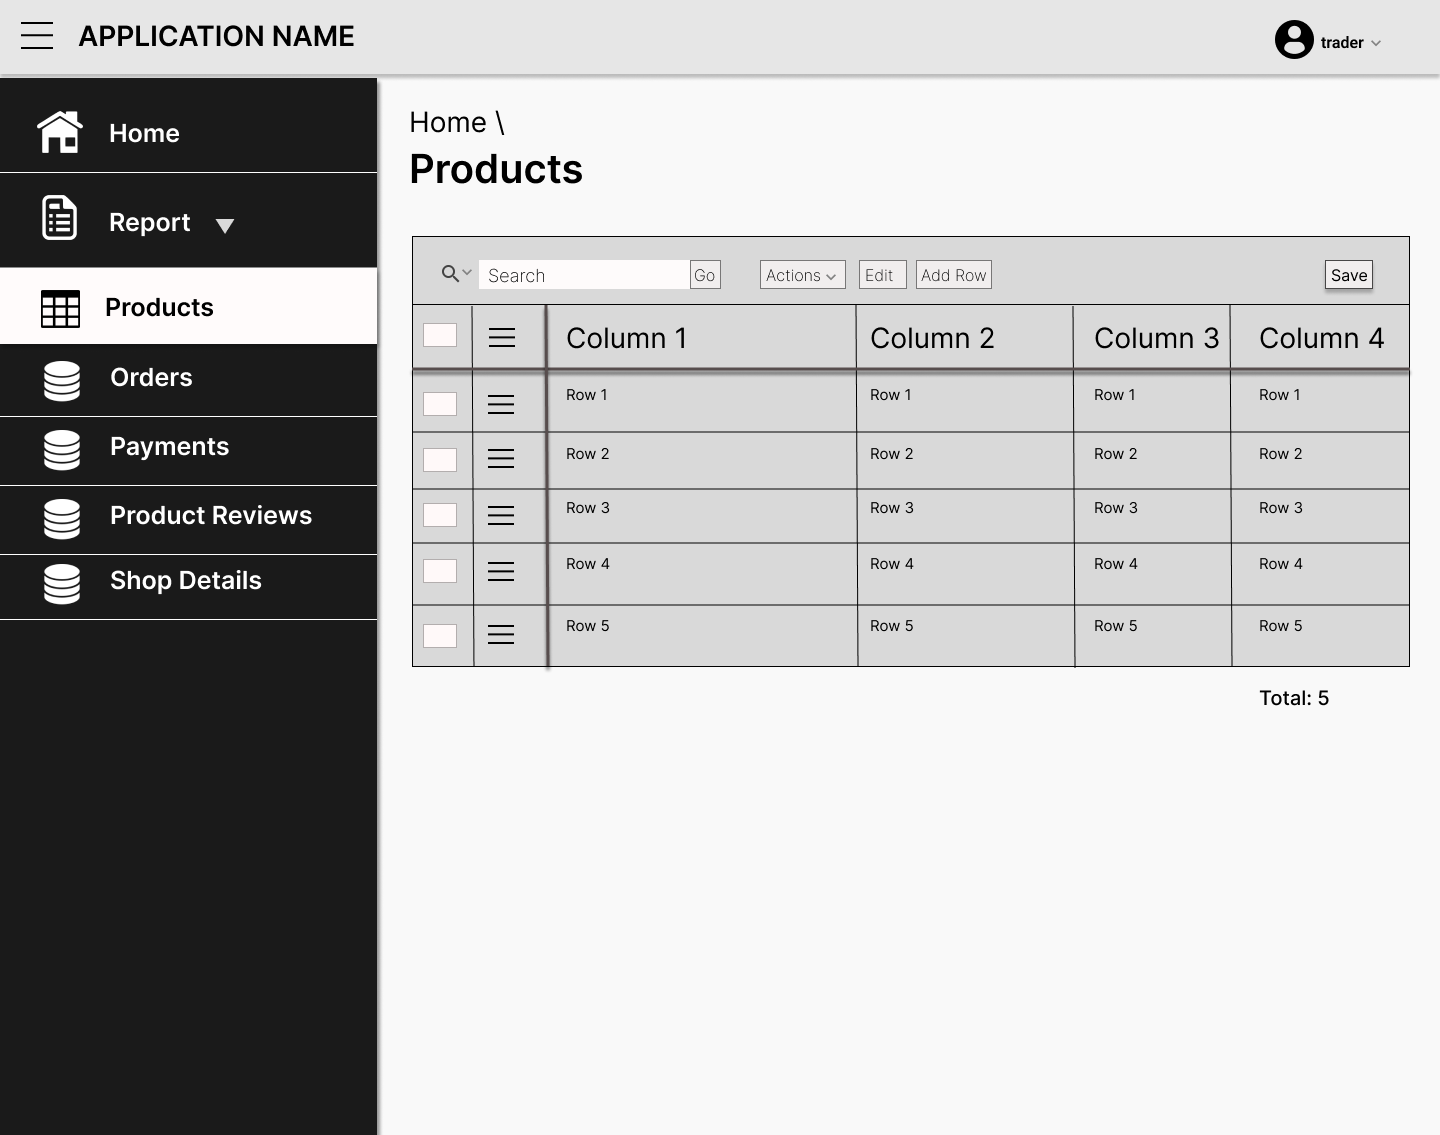 APPLICATION NAME
trader
Home
Report
Products
Orders
Payments
Product Reviews
Shop Details
Home \
Products
Search Go Actions Edit Add Row Save
Column 1 Column 2 Column 3 Column 4
Row 1 Row 1 Row 1 Row 1
Row 2 Row 2 Row 2 Row 2
Row 3 Row 3 Row 3 Row 3
Row 4 Row 4 Row 4 Row 4
Row 5 Row 5 Row 5 Row 5
Total: 5